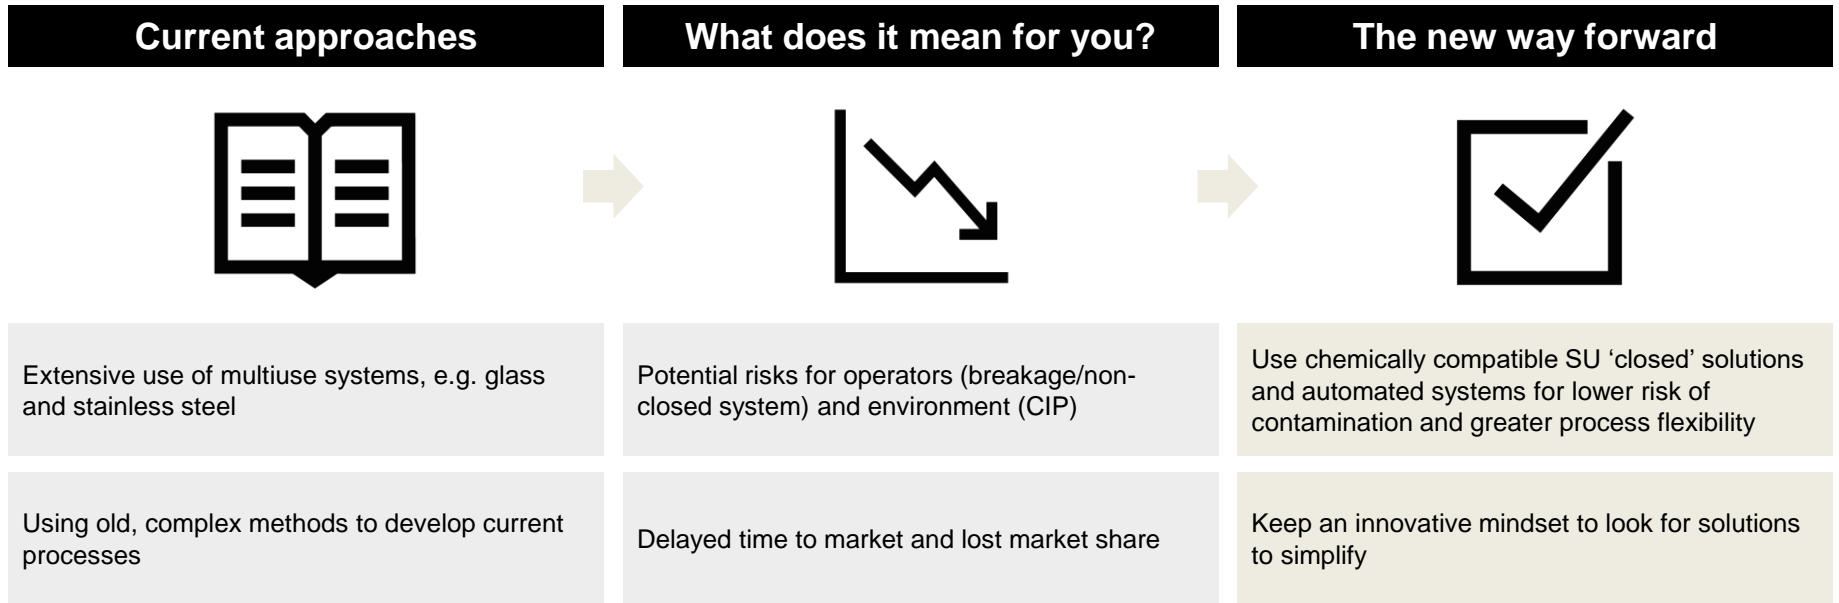 Current approaches
What does it mean for you?
The new way forward
Extensive use of multiuse systems, e.g. glass
and stainless steel
Potential risks for operators (breakage/non-
closed system) and environment (CIP)
Use chemically compatible SU ‘closed’ solutions
and automated systems for lower risk of
contamination and greater process flexibility
Using old, complex methods to develop current
processes
Delayed time to market and lost market share
Keep an innovative mindset to look for solutions
to simplify